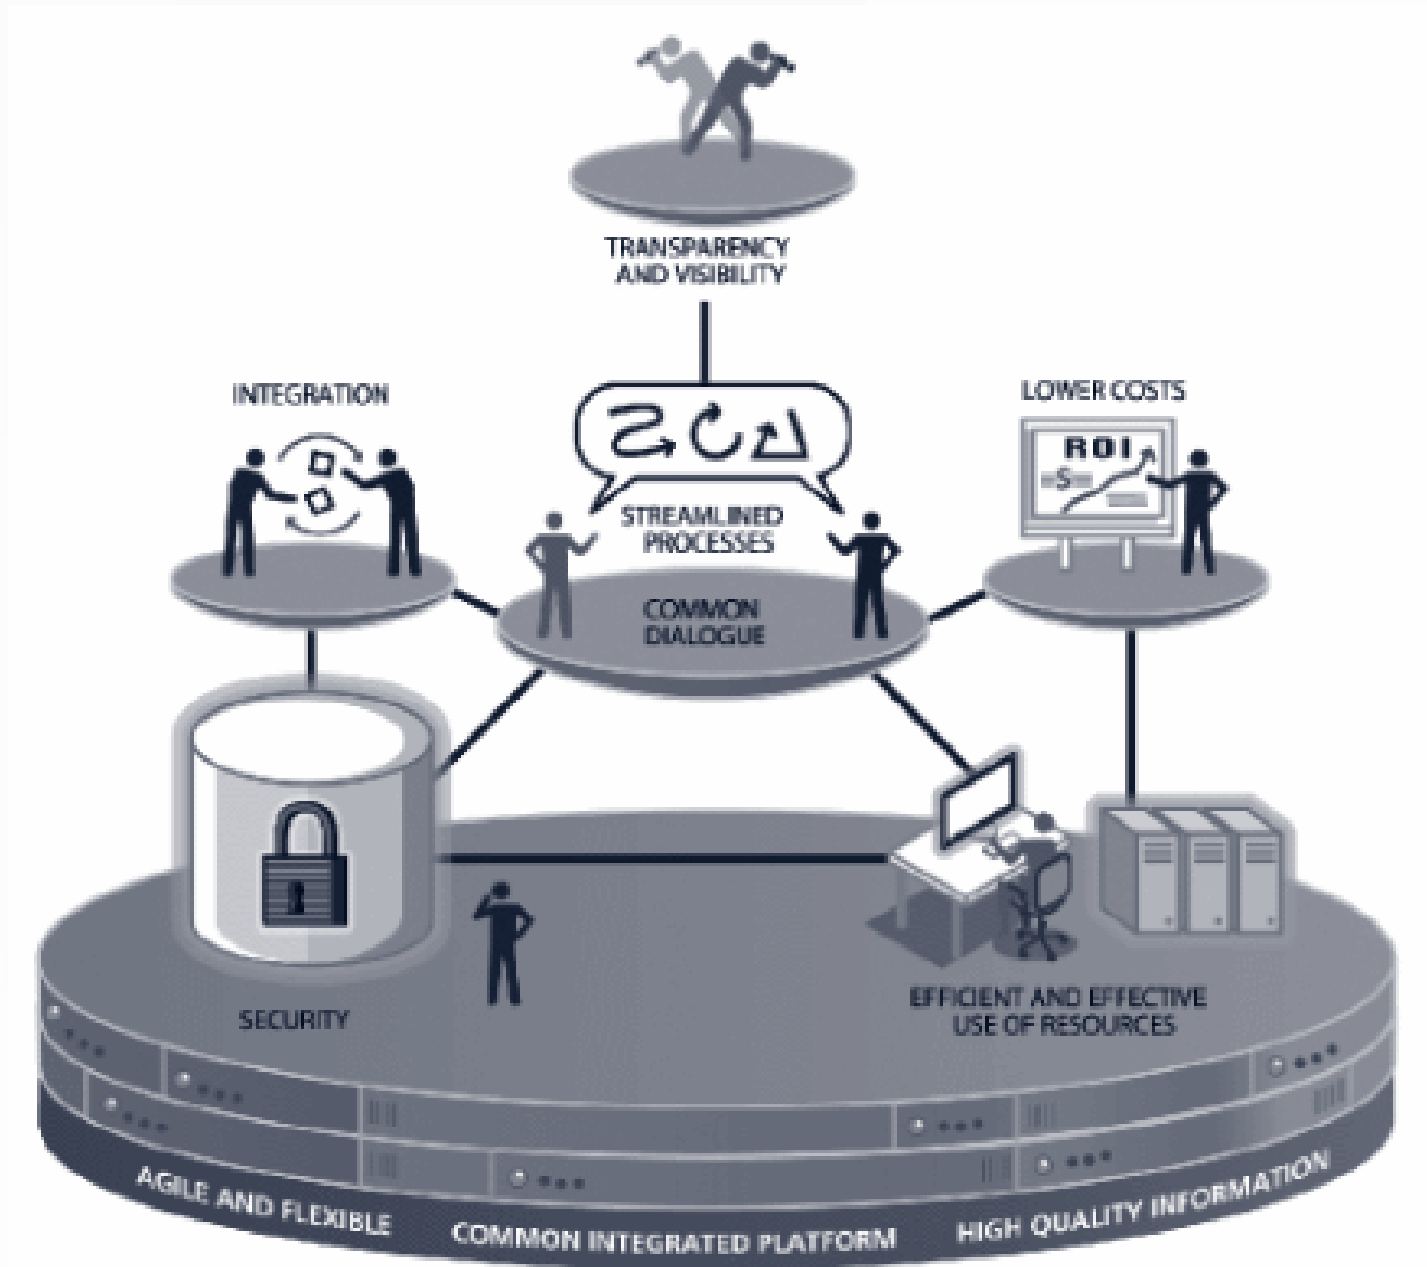 TRANSPARENCY
AND VISIBILITY
INTEGRATION
LOWER COSTS
ROI
$
STREAMLINED
PROCESSES
COMMON
DIALOGUE
SECURITY
EFFICIENT AND EFFECTIVE
USE OF RESOURCES
AGILE AND FLEXIBLE
COMMON INTEGRATED PLATFORM
HIGH QUALITY INFORMATION